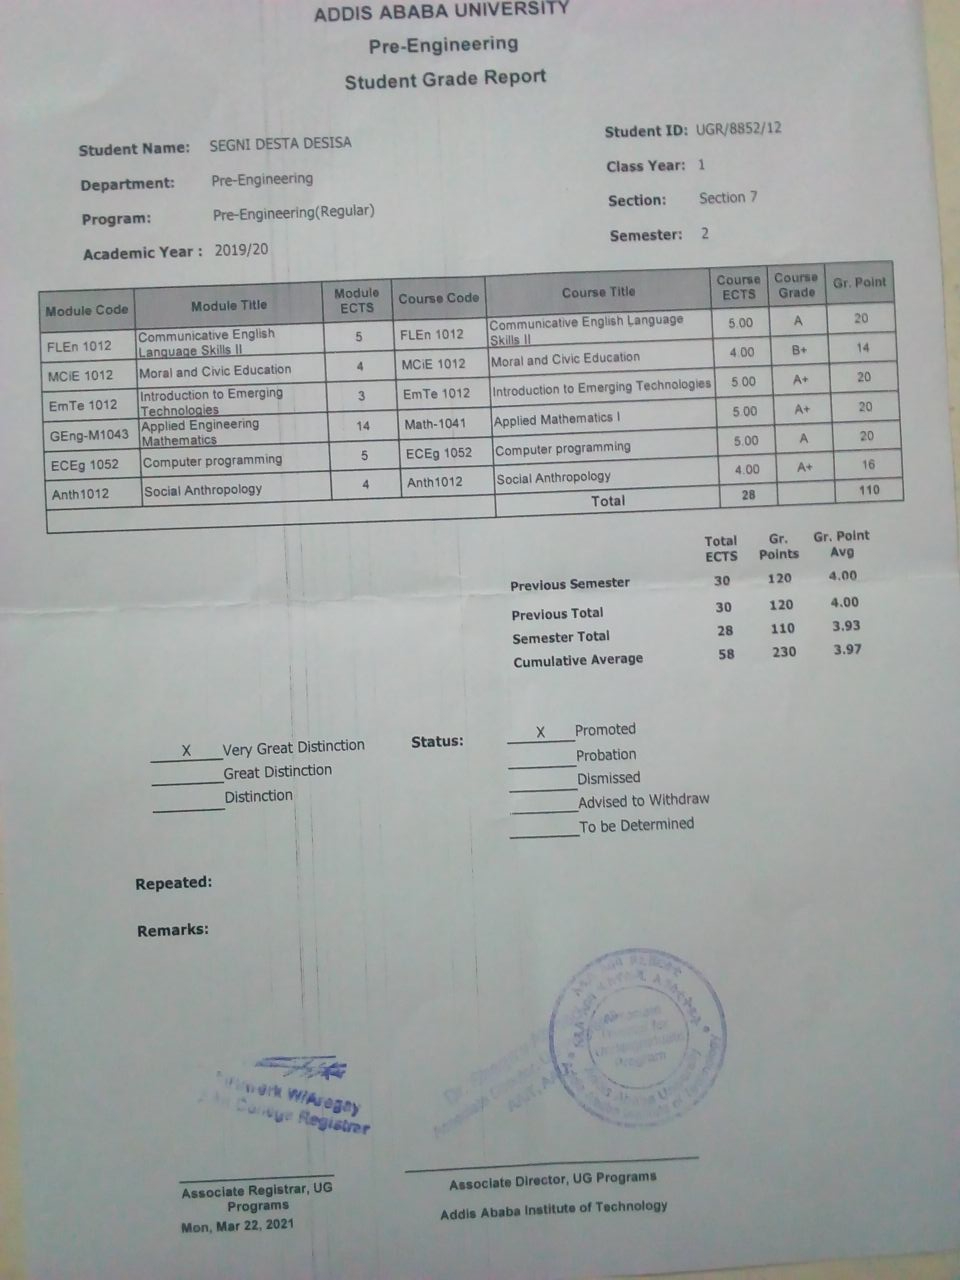 ADDIS ABABA UNIVERSITY
Pre-Engineering
Student Grade Report
Student Name: SEGNI DESTA DESISA
Student ID: UGR/8852/12
Department: Pre-Engineering
Class Year: 1
Program: Pre-Engineering(Regular)
Section: Section 7
Academic Year : 2019/20
Semester: 2
Module Code Module Title Module ECTS Course Code Course Title Course ECTS Course Grade Gr. Point
FLEn 1012 Communicative English Language Skills II 5 FLEn 1012 Communicative English Language Skills II 5.00 A 20
MCiE 1012 Moral and Civic Education 4 MCiE 1012 Moral and Civic Education 4.00 B+ 14
EmTe 1012 Introduction to Emerging Technologies 3 EmTe 1012 Introduction to Emerging Technologies 5.00 A+ 20
GEng-M1043 Applied Engineering Mathematics 14 Math-1041 Applied Mathematics I 5.00 A+ 20
ECEg 1052 Computer programming 5 ECEg 1052 Computer programming 5.00 A 20
Anth1012 Social Anthropology 4 Anth1012 Social Anthropology 4.00 A+ 16
Total 28 110
Total ECTS Gr. Points Gr. Point Avg
Previous Semester 30 120 4.00
Previous Total 30 120 4.00
Semester Total 28 110 3.93
Cumulative Average 58 230 3.97
X Very Great Distinction
Great Distinction
Distinction
Status:
X Promoted
Probation
Dismissed
Advised to Withdraw
To be Determined
Repeated:
Remarks:
W/Aregay
College Registrar
Undergraduate
Program
Addis Ababa University
Addis Ababa Institute of Technology
Associate Registrar, UG
Programs
Mon, Mar 22, 2021
Associate Director, UG Programs
Addis Ababa Institute of Technology